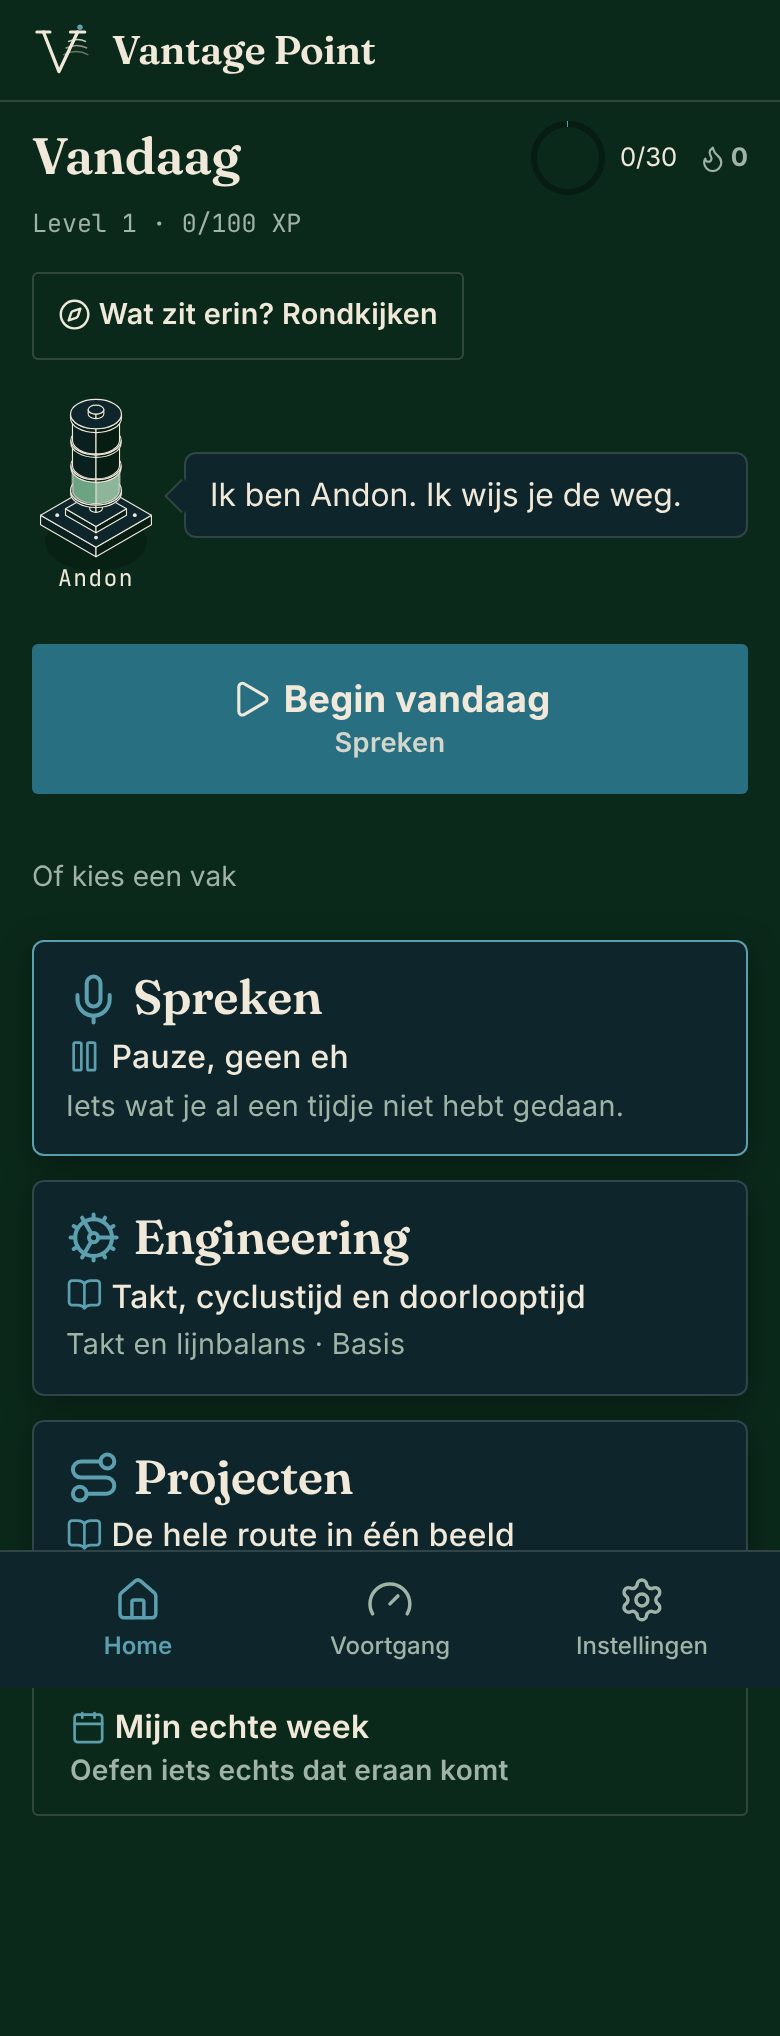 Vantage Point
Vandaag
0/30
0
Level 1 · 0/100 XP
Wat zit erin? Rondkijken
Ik ben Andon. Ik wijs je de weg.
Andon
Begin vandaag
Spreken
Of kies een vak
Spreken
Pauze, geen eh
Iets wat je al een tijdje niet hebt gedaan.
Engineering
Takt, cyclustijd en doorlooptijd
Takt en lijnbalans · Basis
Projecten
De hele route in één beeld
Home
Voortgang
Instellingen
Mijn echte week
Oefen iets echts dat eraan komt